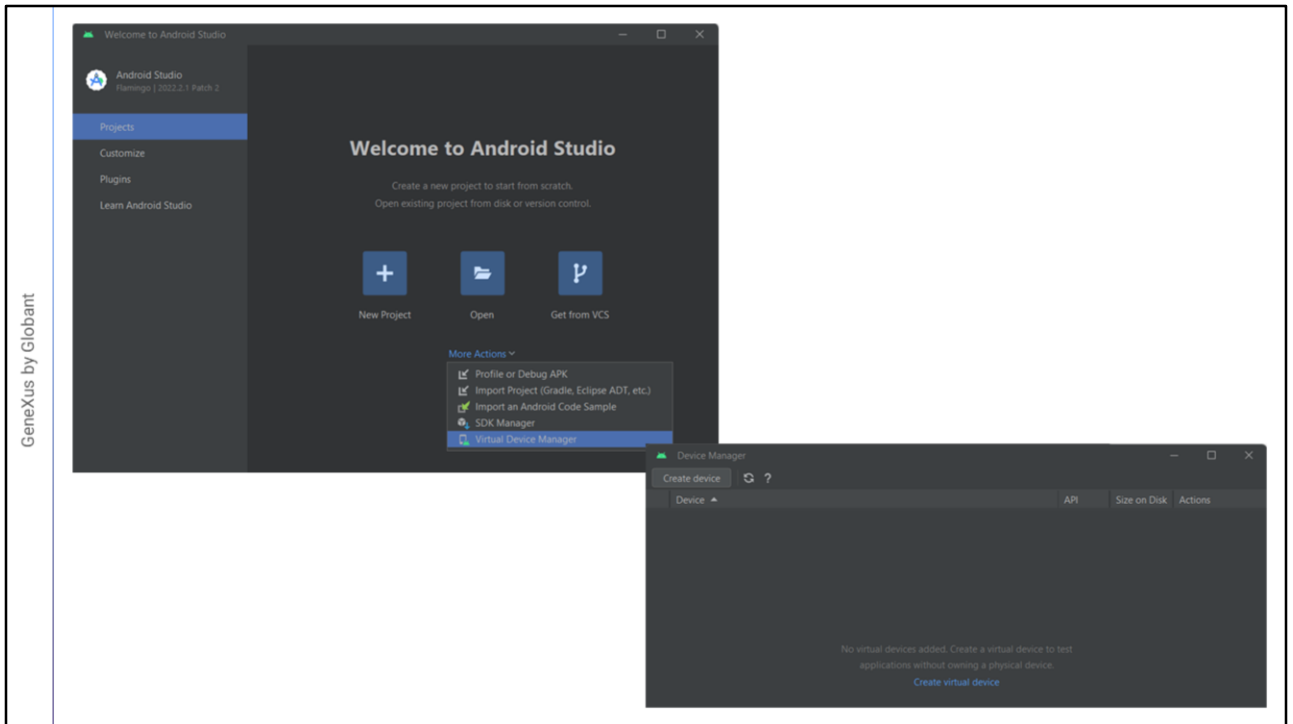 GeneXus by Globant
Welcome to Android Studio
Android Studio
Flamingo | 2022.2.1 Patch 2
Projects
Customize
Plugins
Learn Android Studio
Welcome to Android Studio
Create a new project to start from scratch.
Open existing project from disk or version control.
New Project
Open
Get from VCS
More Actions
Profile or Debug APK
Import Project (Gradle, Eclipse ADT, etc.)
Import an Android Code Sample
SDK Manager
Virtual Device Manager
Device Manager
Create device
?
Device
API
Size on Disk
Actions
No virtual devices added. Create a virtual device to test
applications without owning a physical device.
Create virtual device